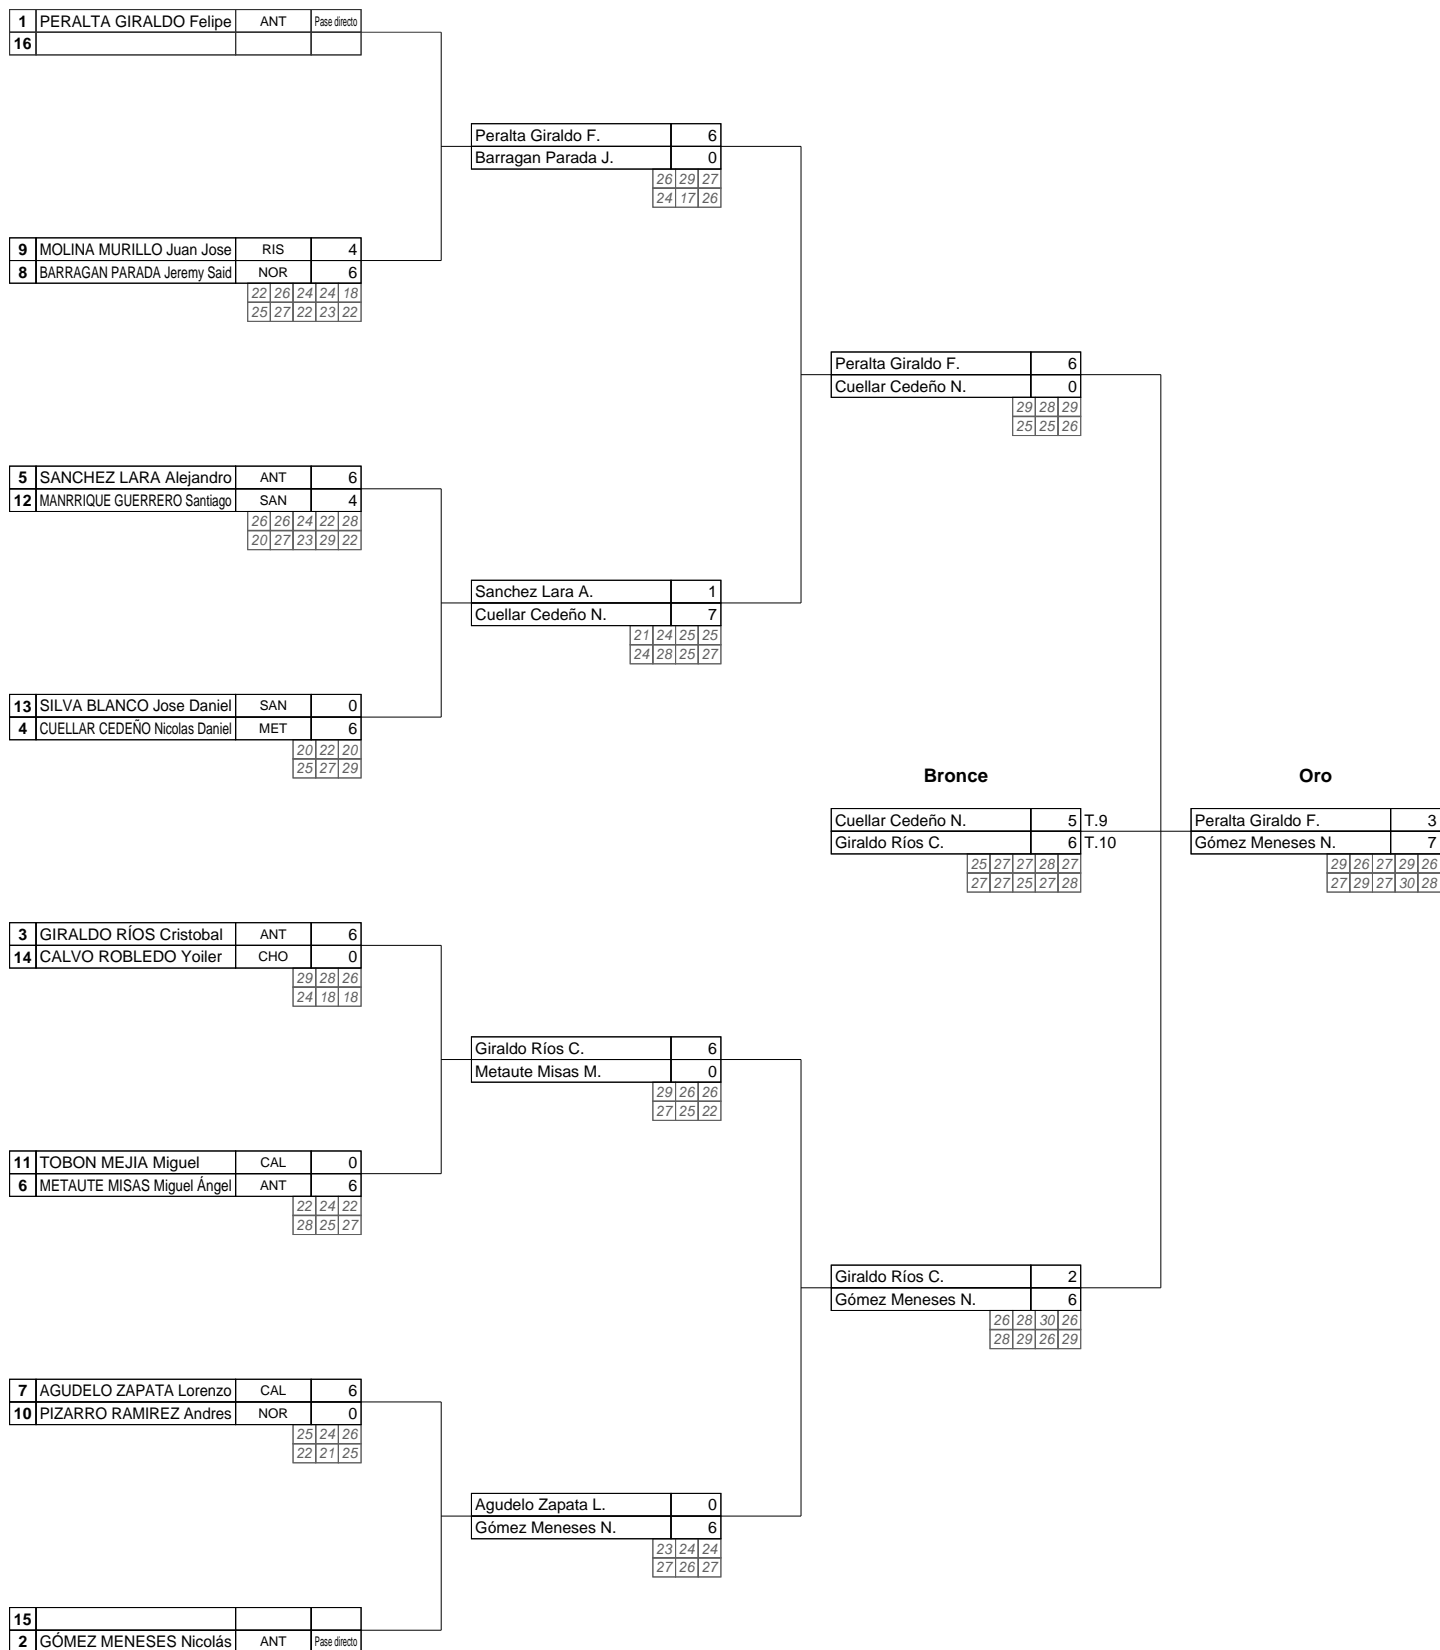 1 PERALTA GIRALDO Felipe ANT Pase directo
16
Peralta Giraldo F. 6
Barragan Parada J. 0
26 29 27
24 17 26
9 MOLINA MURILLO Juan Jose RIS 4
8 BARRAGAN PARADA Jeremy Said NOR 6
22 26 24 24 18
25 27 22 23 22
Peralta Giraldo F. 6
Cuellar Cedeño N. 0
29 28 29
25 25 26
5 SANCHEZ LARA Alejandro ANT 6
12 MANRRIQUE GUERRERO Santiago SAN 4
26 26 24 22 28
20 27 23 29 22
Sanchez Lara A. 1
Cuellar Cedeño N. 7
21 24 25 25
24 28 25 27
13 SILVA BLANCO Jose Daniel SAN 0
4 CUELLAR CEDEÑO Nicolas Daniel MET 6
20 22 20
25 27 29
Bronce Oro
Cuellar Cedeño N. 5 T.9 Peralta Giraldo F. 3
Giraldo Ríos C. 6 T.10 Gómez Meneses N. 7
25 27 27 28 27 29 26 27 29 26
27 27 25 27 28 27 29 27 30 28
3 GIRALDO RÍOS Cristobal ANT 6
14 CALVO ROBLEDO Yoiler CHO 0
29 28 26
24 18 18
Giraldo Ríos C. 6
Metaute Misas M. 0
29 26 26
27 25 22
11 TOBON MEJIA Miguel CAL 0
6 METAUTE MISAS Miguel Ángel ANT 6
22 24 22
28 25 27
Giraldo Ríos C. 2
Gómez Meneses N. 6
26 28 30 26
28 29 26 29
7 AGUDELO ZAPATA Lorenzo CAL 6
10 PIZARRO RAMIREZ Andres NOR 0
25 24 26
22 21 25
Agudelo Zapata L. 0
Gómez Meneses N. 6
23 24 24
27 26 27
15
2 GÓMEZ MENESES Nicolás ANT Pase directo